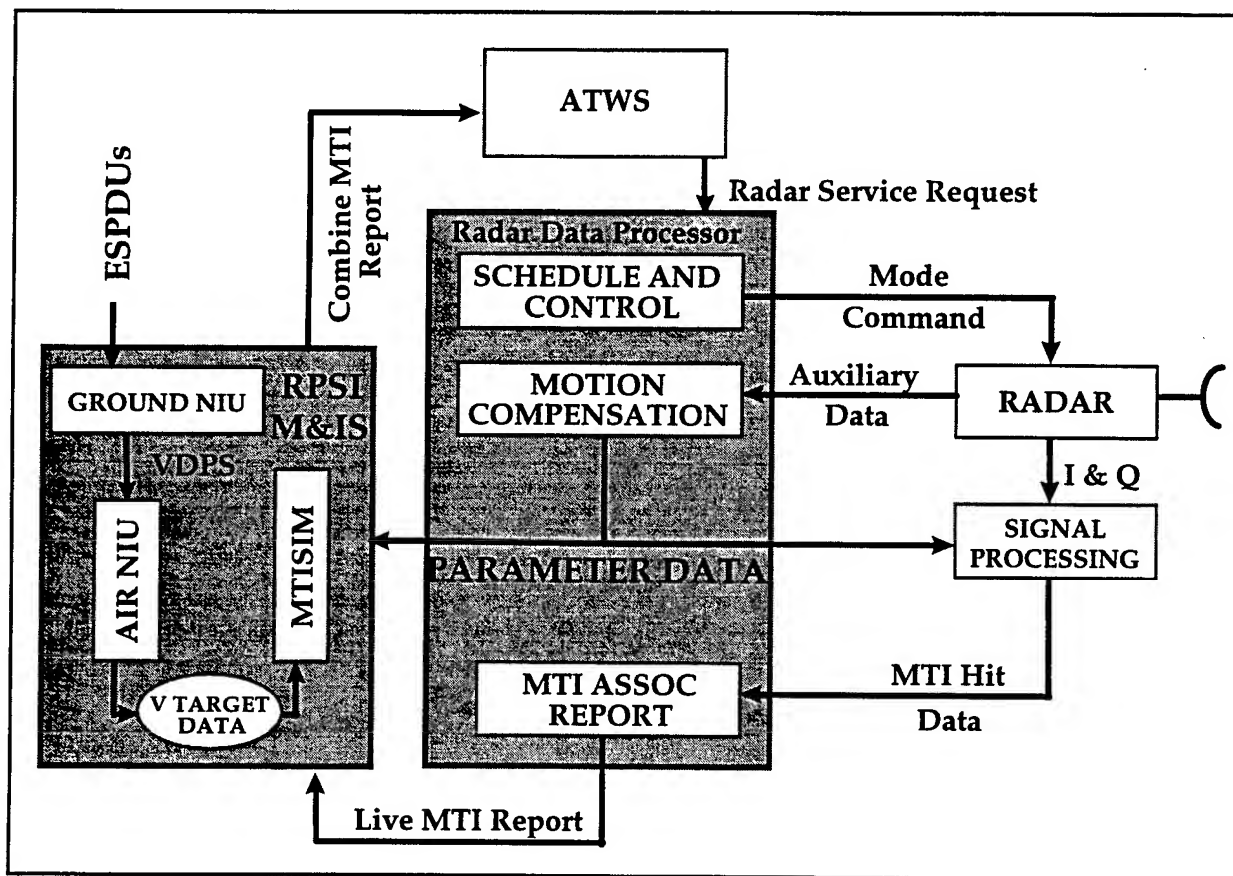 ATWS
ESPDUs
Combine MTI
Report
Radar Service Request
Radar Data Processor
SCHEDULE AND
CONTROL
Mode
Command
RPSI
M&IS
GROUND NIU
MOTION
COMPENSATION
Auxiliary
Data
RADAR
VDPS
I & Q
AIR NIU
MTISIM
SIGNAL
PROCESSING
PARAMETER DATA
V TARGET
DATA
MTI ASSOC
REPORT
MTI Hit
Data
Live MTI Report